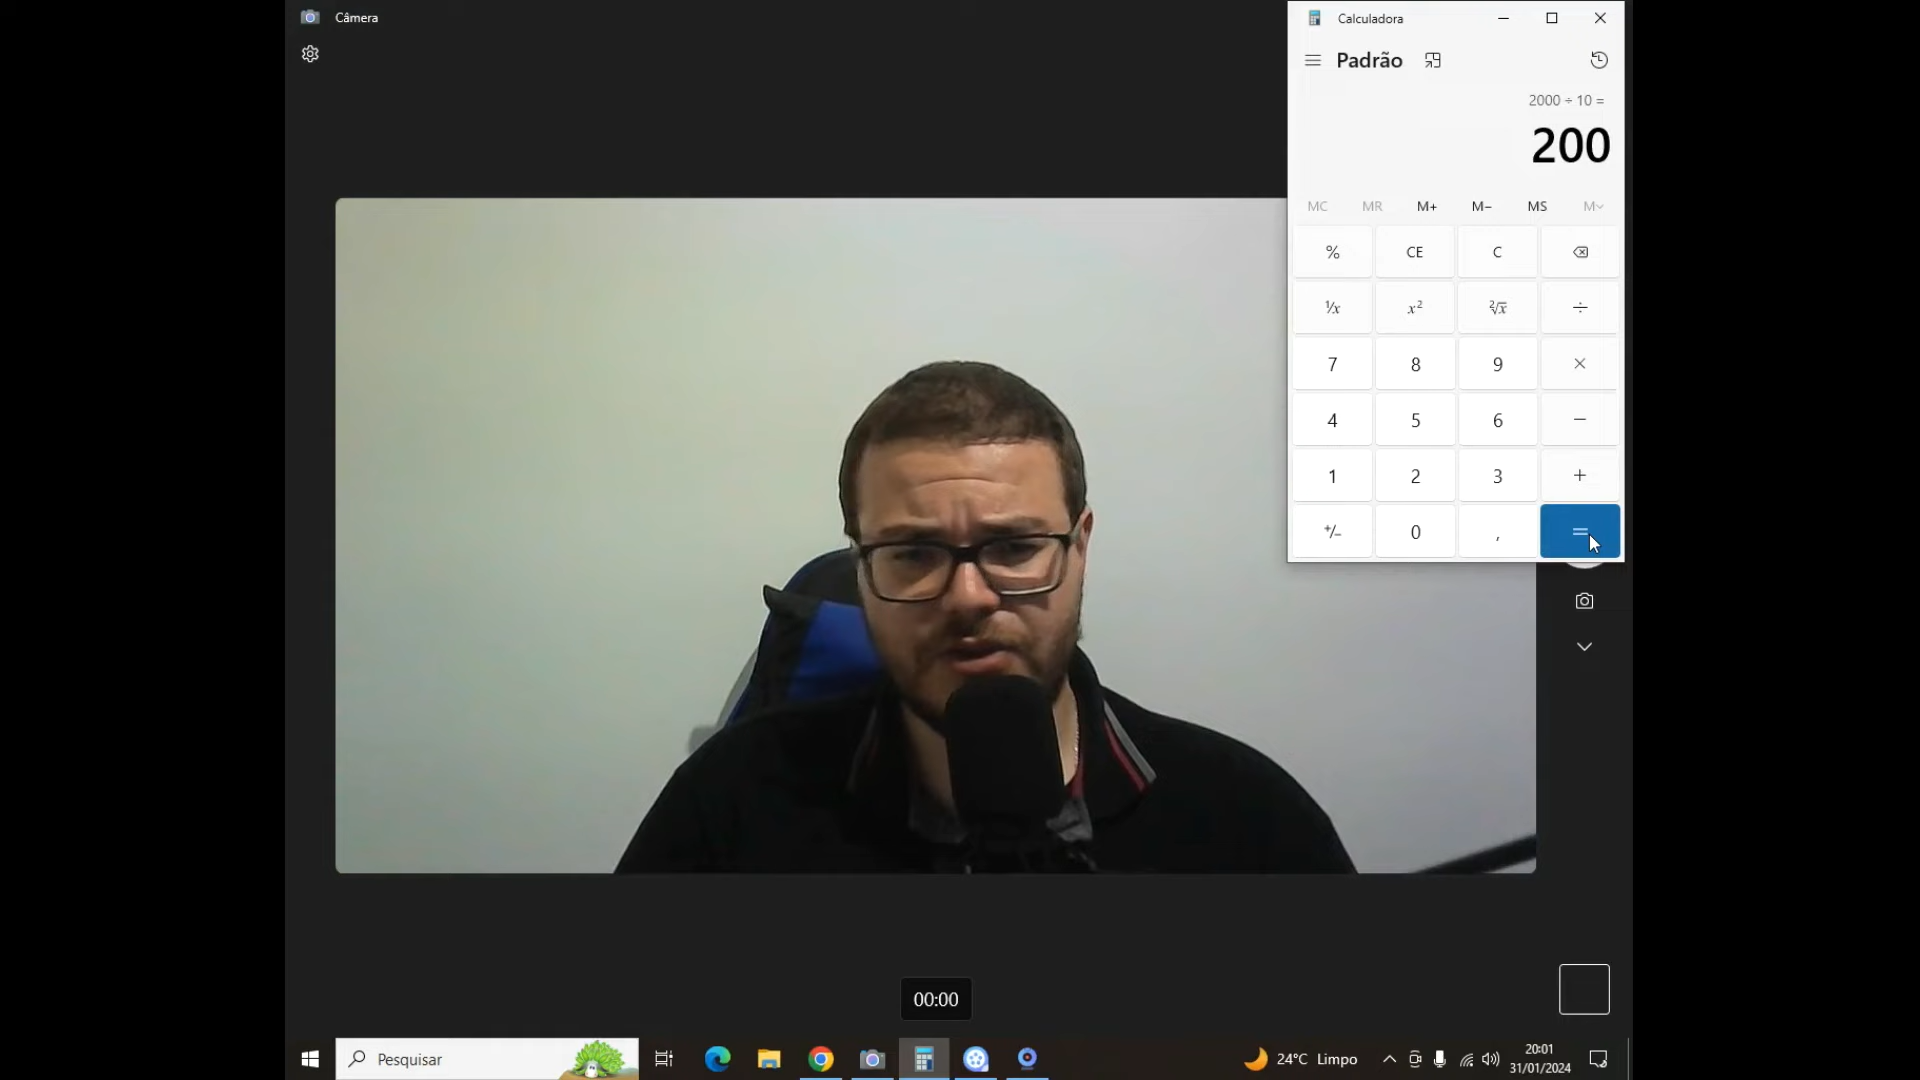 Câmera
Calculadora
Padrão
2000 ÷ 10 =
200
MC MR M+ M− MS M
% CE C
¹/x x² ²√x ÷
7 8 9 ×
4 5 6 −
1 2 3 +
+/− 0 , =
00:00
Pesquisar
24°C Limpo
20:01
31/01/2024